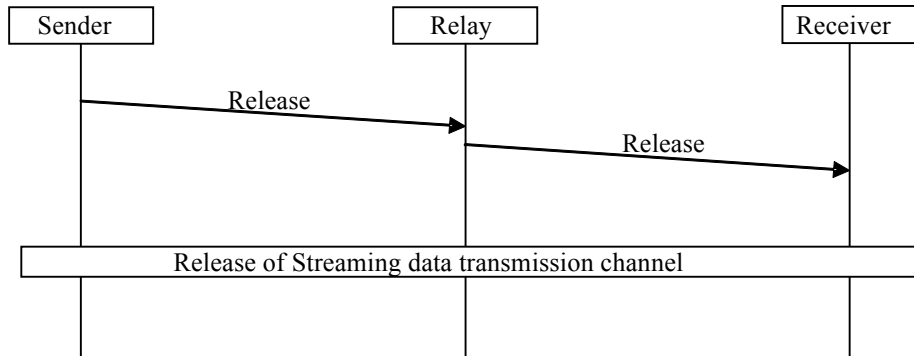 Sender Relay Receiver
Release
Release
Release of Streaming data transmission channel